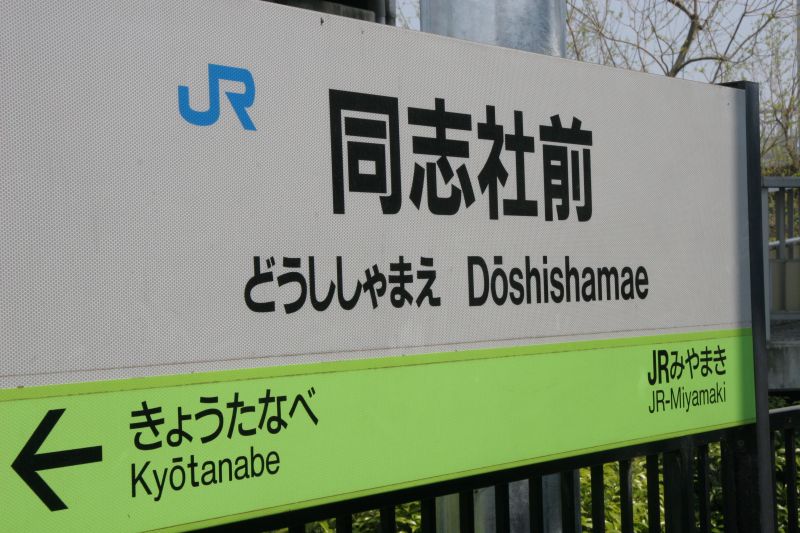 JR
同志社前
どうししゃまえ Dōshishamae
← きょうたなべ
Kyōtanabe
JRみやまき
JR-Miyamaki